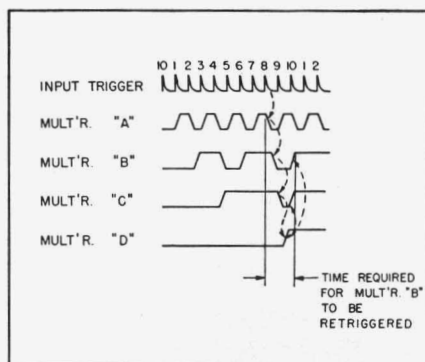 10 1 2 3 4 5 6 7 8 9 10 1 2
INPUT TRIGGER
MULT'R. "A"
MULT'R. "B"
MULT'R. "C"
MULT'R. "D"
TIME REQUIRED
FOR MULT'R. "B"
TO BE
RETRIGGERED